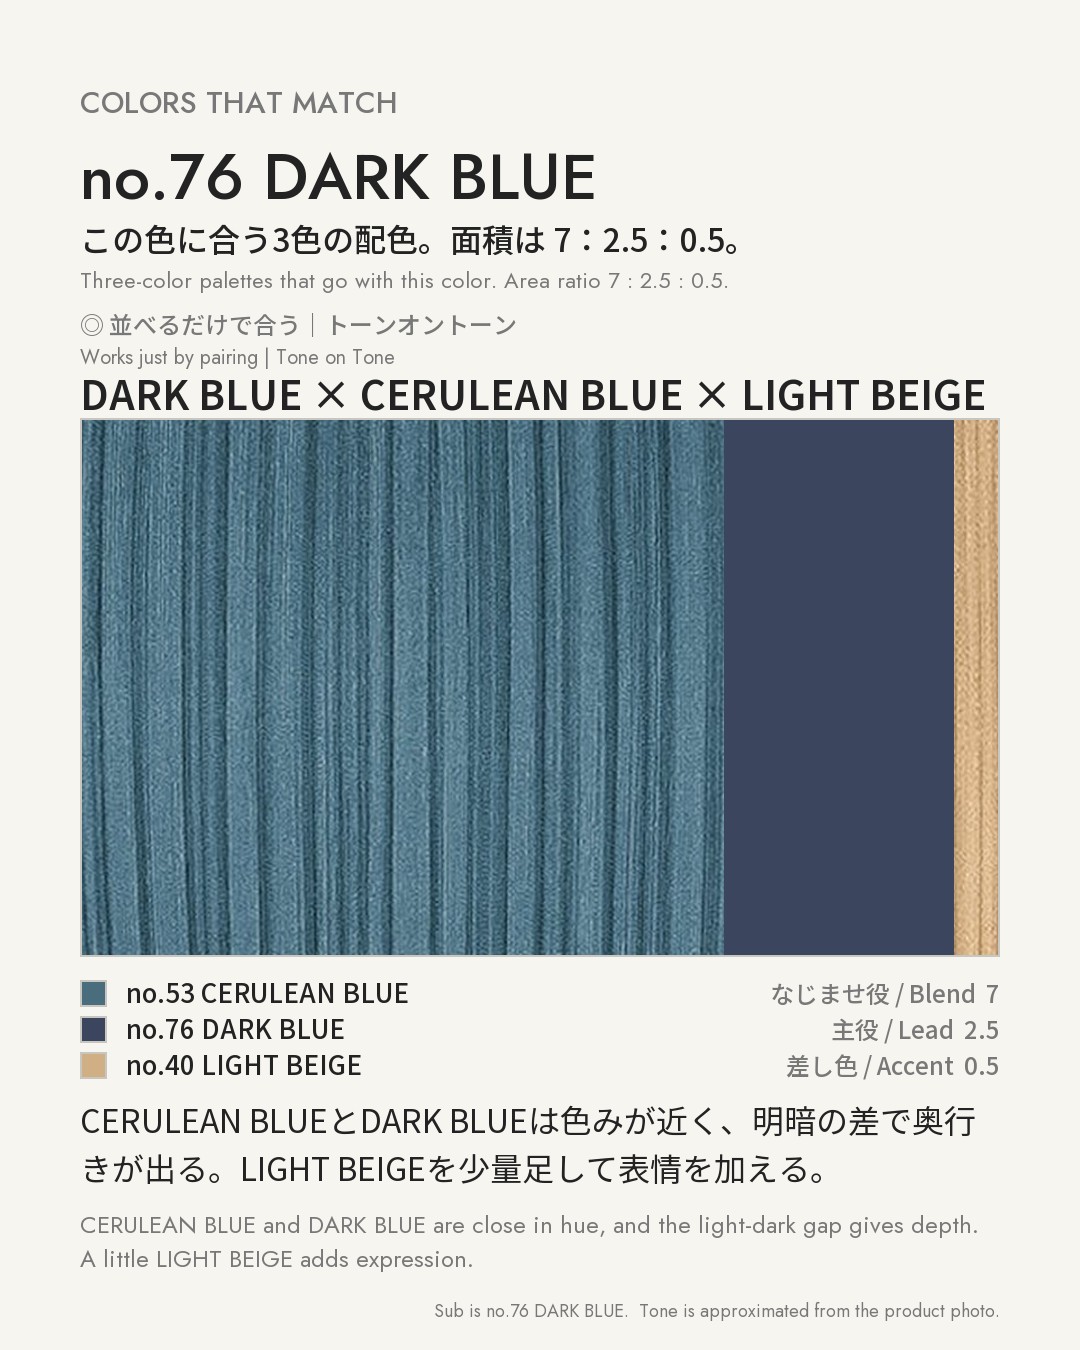 COLORS THAT MATCH
no.76 DARK BLUE
この色に合う3色の配色。面積は 7：2.5：0.5。
Three-color palettes that go with this color. Area ratio 7 : 2.5 : 0.5.
◎ 並べるだけで合う｜トーンオントーン
Works just by pairing | Tone on Tone
DARK BLUE × CERULEAN BLUE × LIGHT BEIGE
no.53 CERULEAN BLUE なじませ役 / Blend 7
no.76 DARK BLUE 主役 / Lead 2.5
no.40 LIGHT BEIGE 差し色 / Accent 0.5
CERULEAN BLUEとDARK BLUEは色みが近く、明暗の差で奥行
きが出る。LIGHT BEIGEを少量足して表情を加える。
CERULEAN BLUE and DARK BLUE are close in hue, and the light-dark gap gives depth.
A little LIGHT BEIGE adds expression.
Sub is no.76 DARK BLUE. Tone is approximated from the product photo.